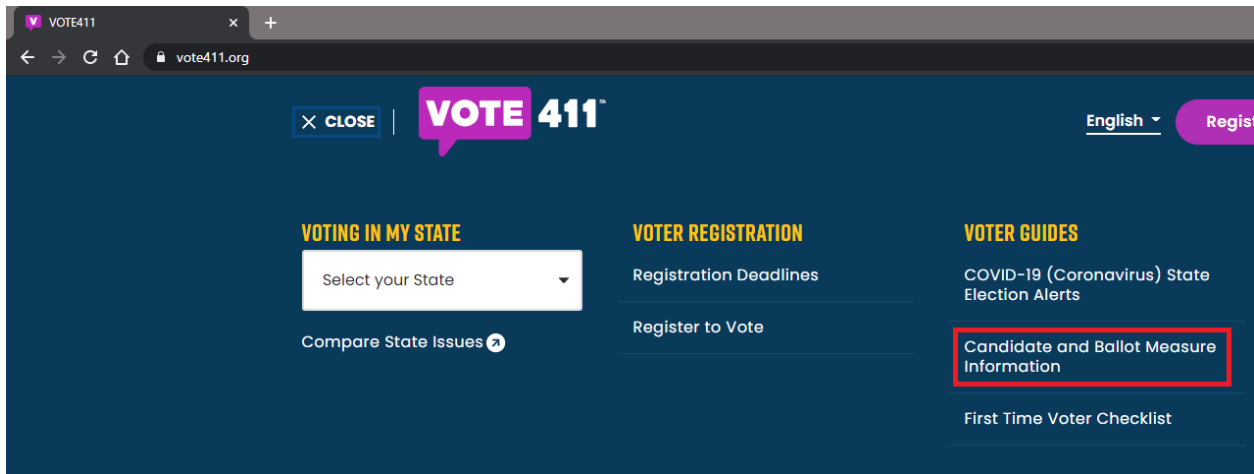 VOTE411
vote411.org
CLOSE
VOTE 411
English
Regis
VOTING IN MY STATE
Select your State
Compare State Issues
VOTER REGISTRATION
Registration Deadlines
Register to Vote
VOTER GUIDES
COVID-19 (Coronavirus) State
Election Alerts
Candidate and Ballot Measure
Information
First Time Voter Checklist